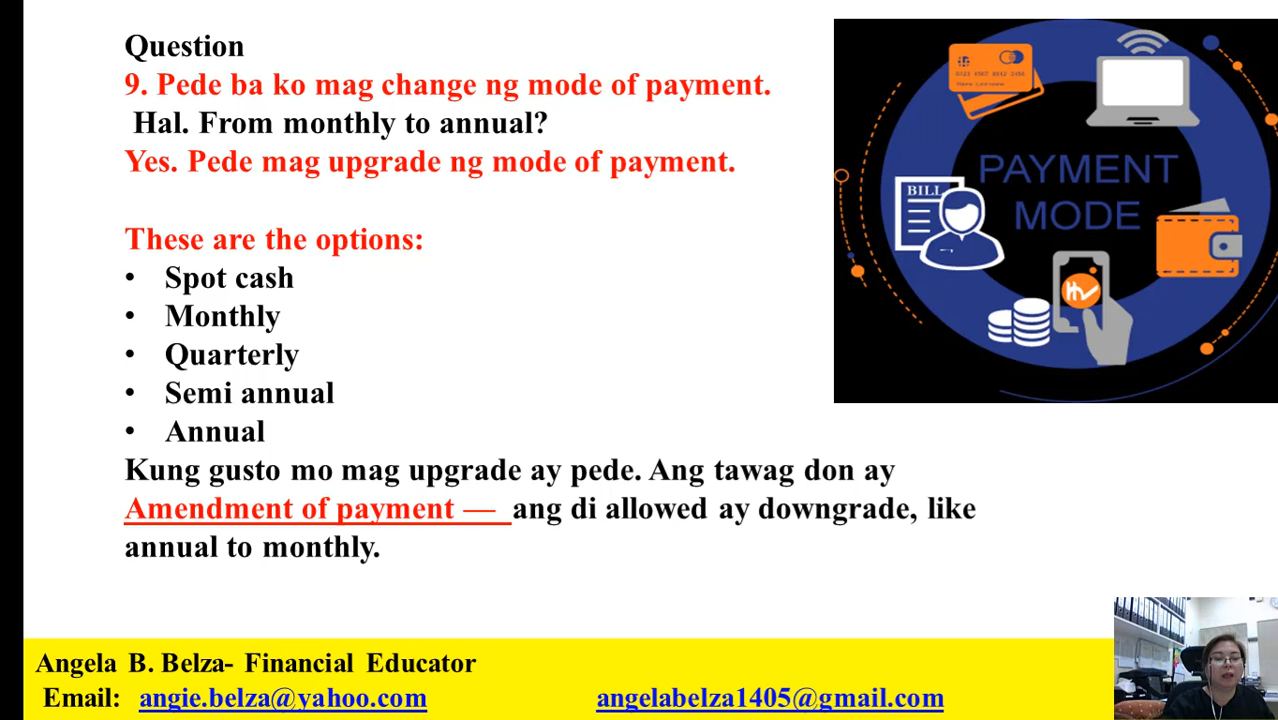 Question
9. Pede ba ko mag change ng mode of payment.
Hal. From monthly to annual?
Yes. Pede mag upgrade ng mode of payment.
These are the options:
• Spot cash
• Monthly
• Quarterly
• Semi annual
• Annual
Kung gusto mo mag upgrade ay pede. Ang tawag don ay
Amendment of payment — ang di allowed ay downgrade, like
annual to monthly.
BILL
PAYMENT
MODE
Angela B. Belza- Financial Educator
Email: angie.belza@yahoo.com angelabelza1405@gmail.com